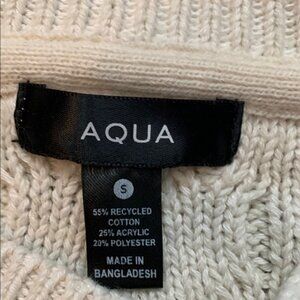 AQUA
S
55% RECYCLED
COTTON
25% ACRYLIC
20% POLYESTER
MADE IN
BANGLADESH